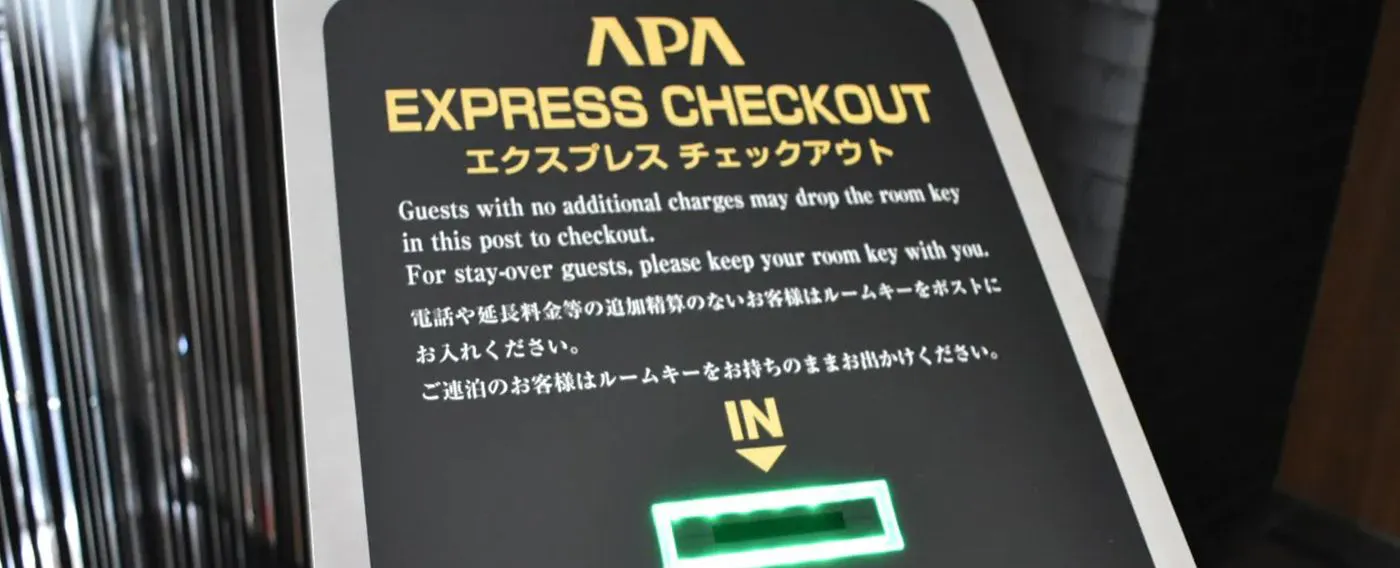 APA
EXPRESS CHECKOUT
エクスプレス チェックアウト
Guests with no additional charges may drop the room key
in this post to checkout.
For stay-over guests, please keep your room key with you.
電話や延長料金等の追加精算のないお客様はルームキーをポストに
お入れください。
ご連泊のお客様はルームキーをお持ちのままお出かけください。
IN